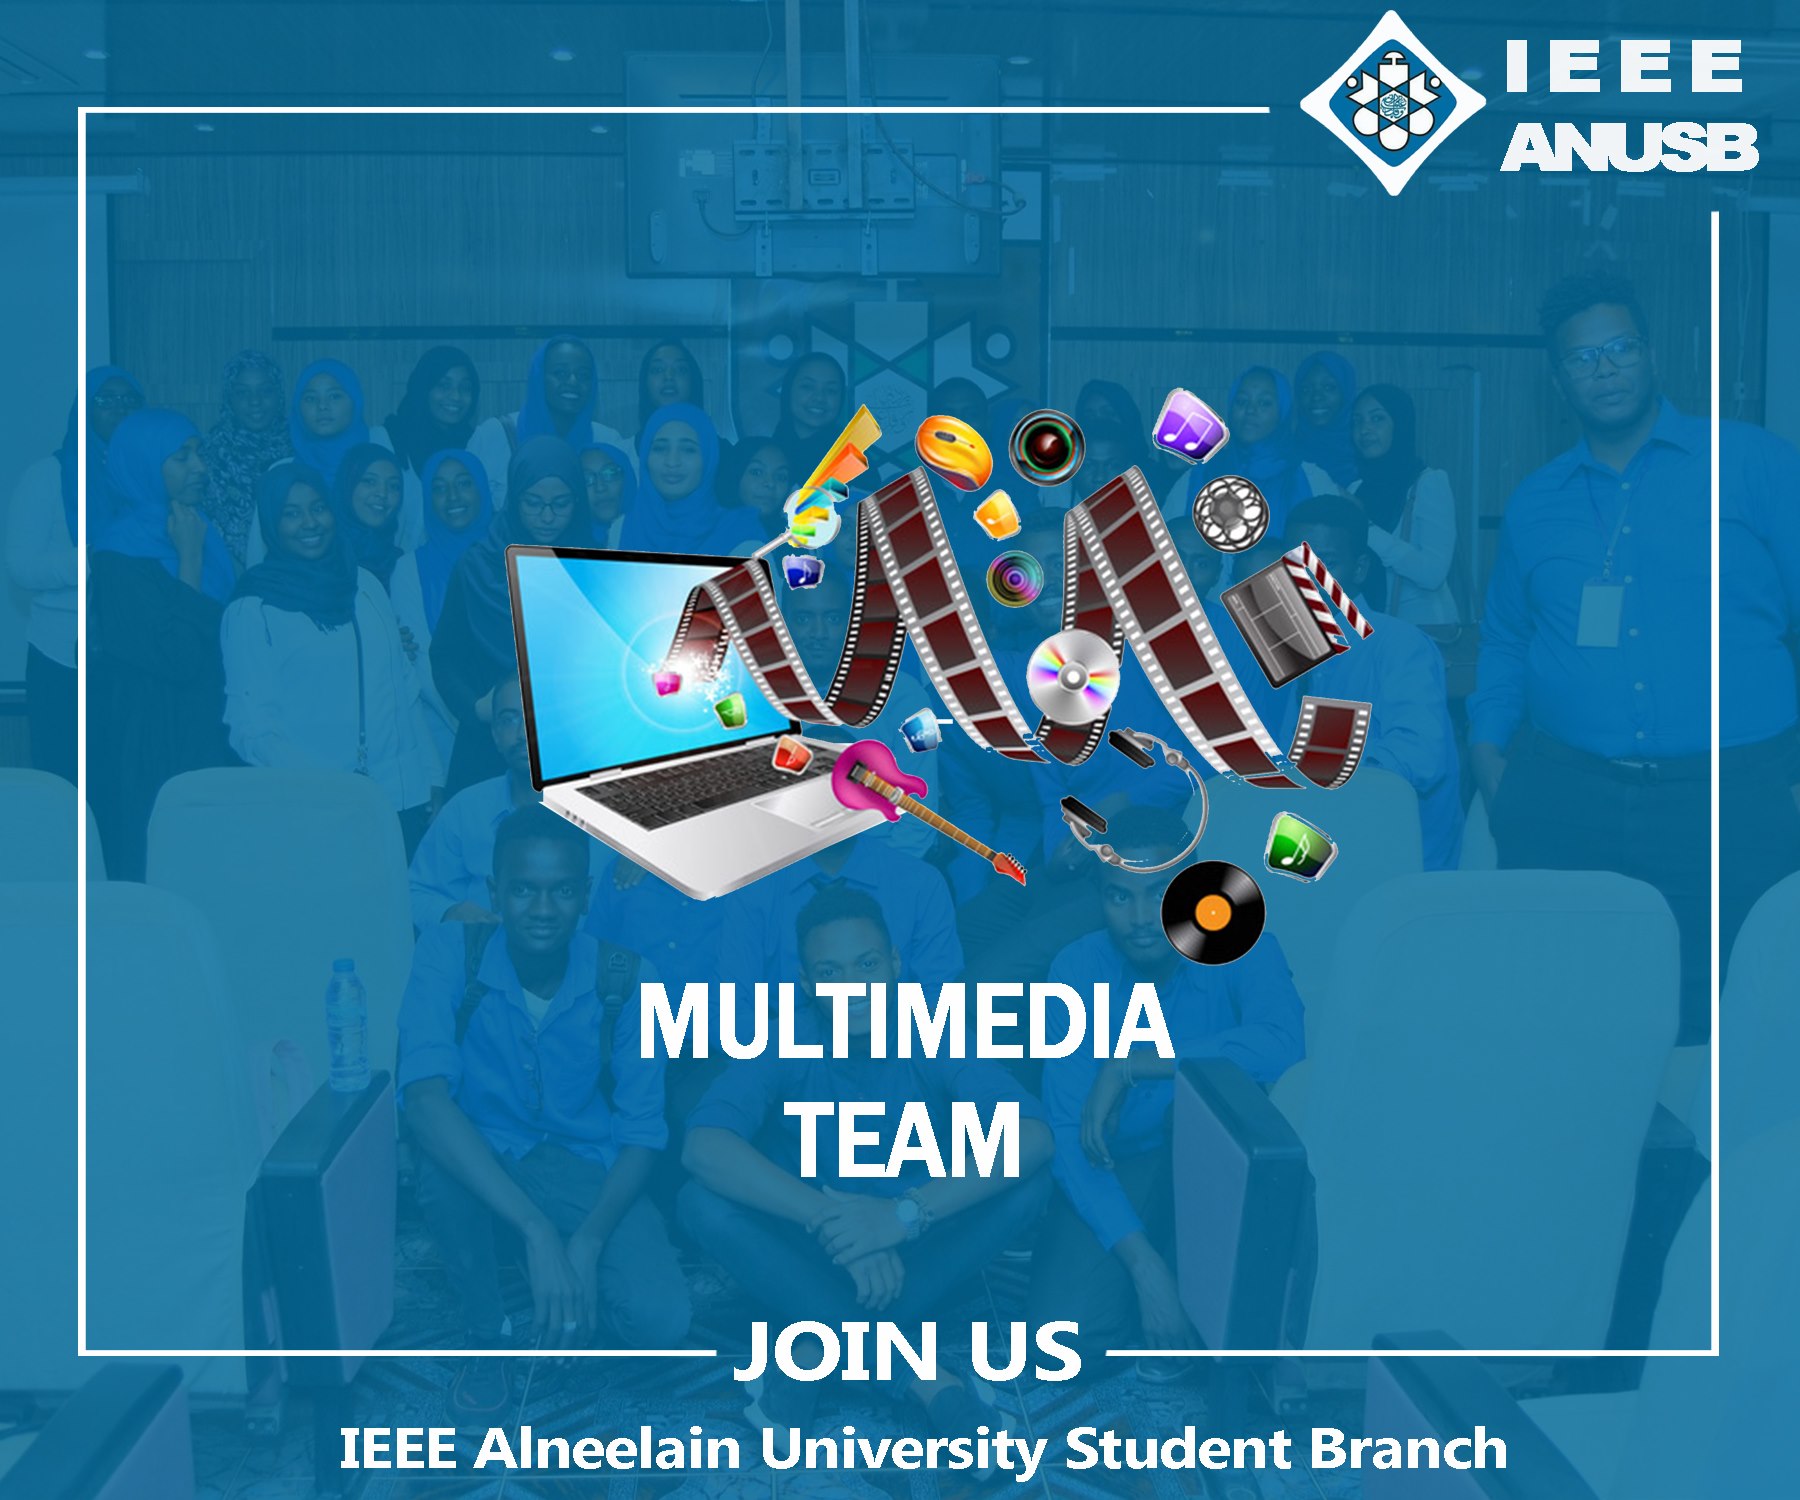 IEEE
ANUSB
MULTIMEDIA
TEAM
JOIN US
IEEE Alneelain University Student Branch